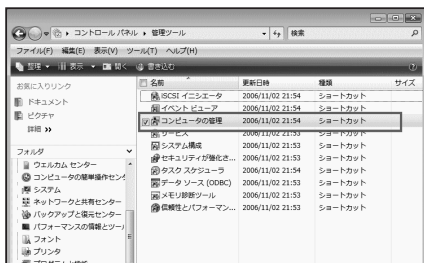 コントロール パネル ▸ 管理ツール
検索
ファイル(F) 編集(E) 表示(V) ツール(T) ヘルプ(H)
整理 表示 開く 書き込む
お気に入りリンク
ドキュメント
ピクチャ
詳細 »
フォルダ
ウェルカム センター
コンピュータの簡単操作セン
システム
ネットワークと共有センター
バックアップと復元センター
パフォーマンスの情報とツー
フォント
プリンタ
名前 更新日時 種類 サイズ
iSCSI イニシエータ 2006/11/02 21:54 ショートカット
イベント ビューア 2006/11/02 21:54 ショートカット
コンピュータの管理 2006/11/02 21:54 ショートカット
サービス 2006/11/02 21:53 ショートカット
システム構成 2006/11/02 21:53 ショートカット
セキュリティが強化さ... 2006/11/02 21:53 ショートカット
タスク スケジューラ 2006/11/02 21:54 ショートカット
データ ソース (ODBC) 2006/11/02 21:53 ショートカット
メモリ診断ツール 2006/11/02 21:53 ショートカット
信頼性とパフォーマン... 2006/11/02 21:53 ショートカット